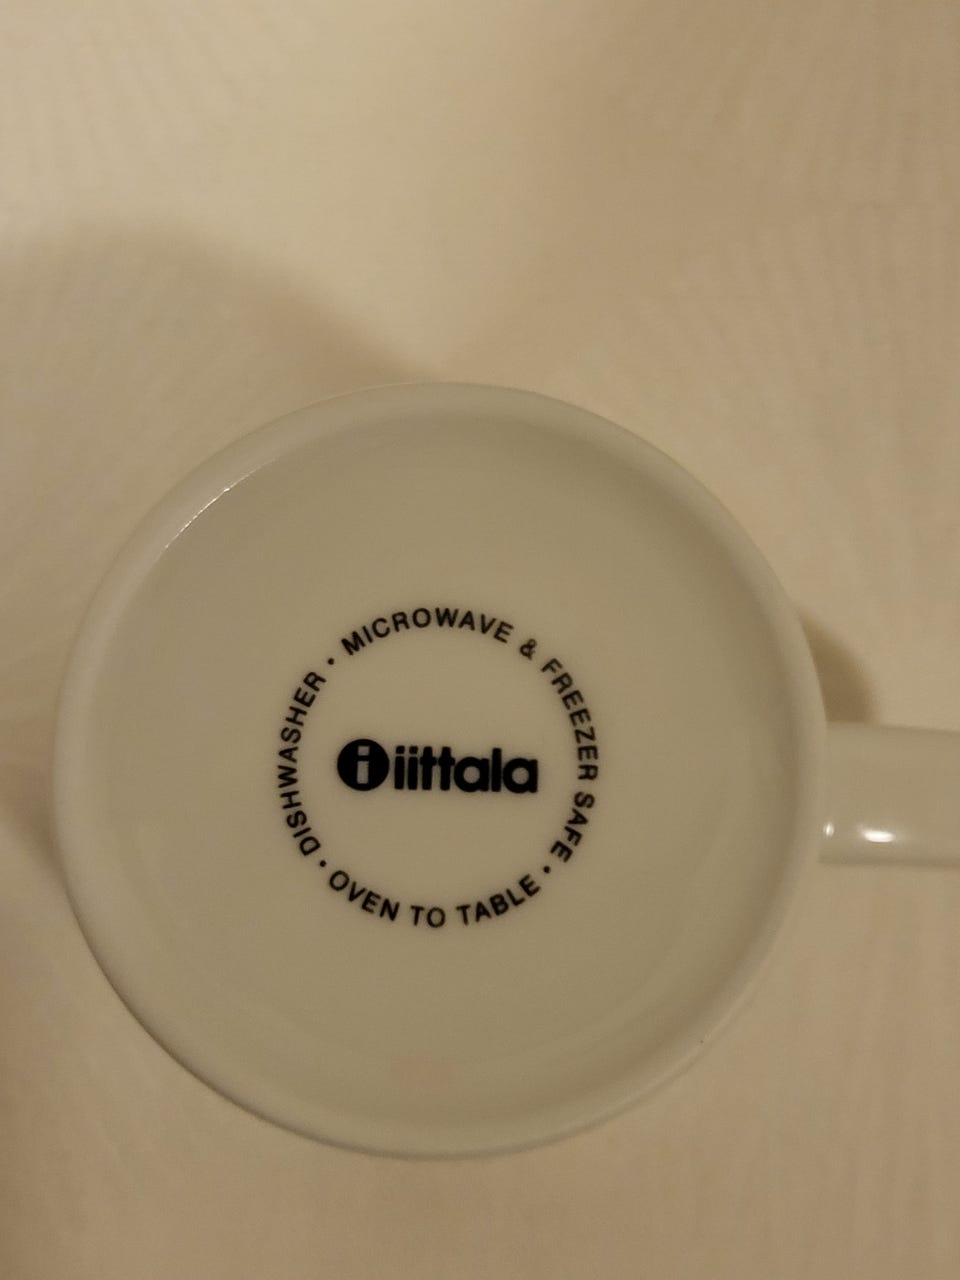 DISHWASHER • MICROWAVE & FREEZER SAFE • OVEN TO TABLE •
i iittala